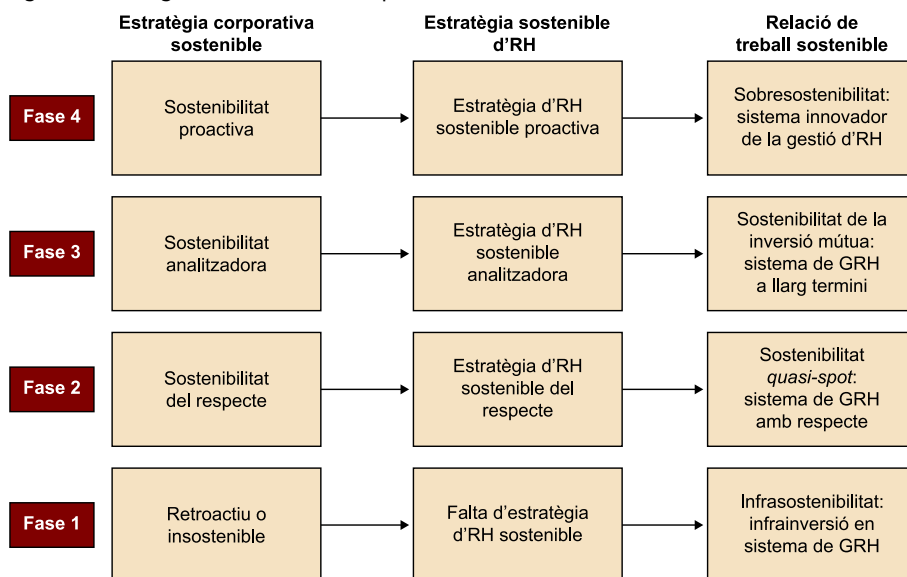 Estratègia corporativa
sostenible
Estratègia sostenible
d’RH
Relació de
treball sostenible
Fase 4
Sostenibilitat
proactiva
Estratègia d’RH
sostenible proactiva
Sobresostenibilitat:
sistema innovador
de la gestió d’RH
Fase 3
Sostenibilitat
analitzadora
Estratègia d’RH
sostenible
analitzadora
Sostenibilitat de la
inversió mútua:
sistema de GRH
a llarg termini
Fase 2
Sostenibilitat
del respecte
Estratègia d’RH
sostenible del
respecte
Sostenibilitat
quasi-spot:
sistema de GRH
amb respecte
Fase 1
Retroactiu o
insostenible
Falta d’estratègia
d’RH sostenible
Infrasostenibilitat:
infrainversió en
sistema de GRH